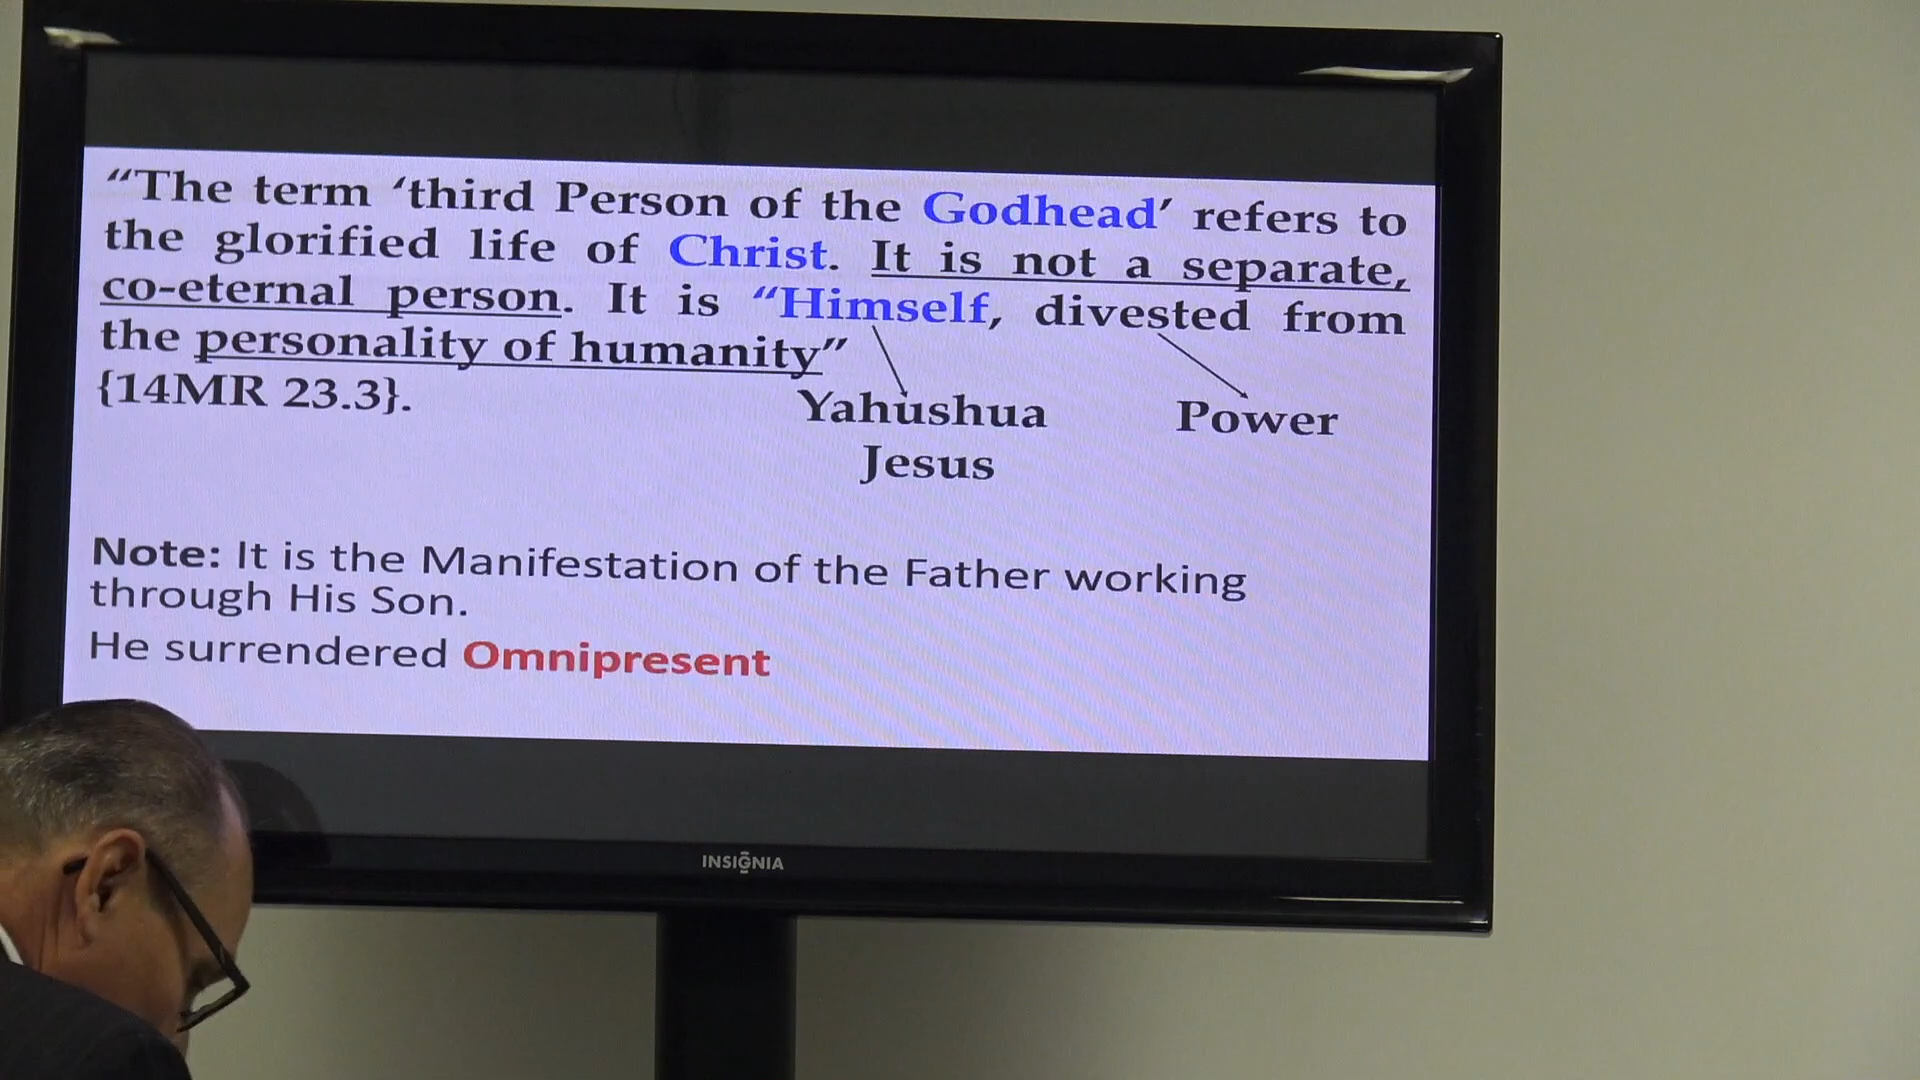 “The term ‘third Person of the Godhead’ refers to
the glorified life of Christ. It is not a separate,
co-eternal person. It is “Himself, divested from
the personality of humanity”
{14MR 23.3}.
Yahushua Power
Jesus
Note: It is the Manifestation of the Father working
through His Son.
He surrendered Omnipresent
INSIGNIA